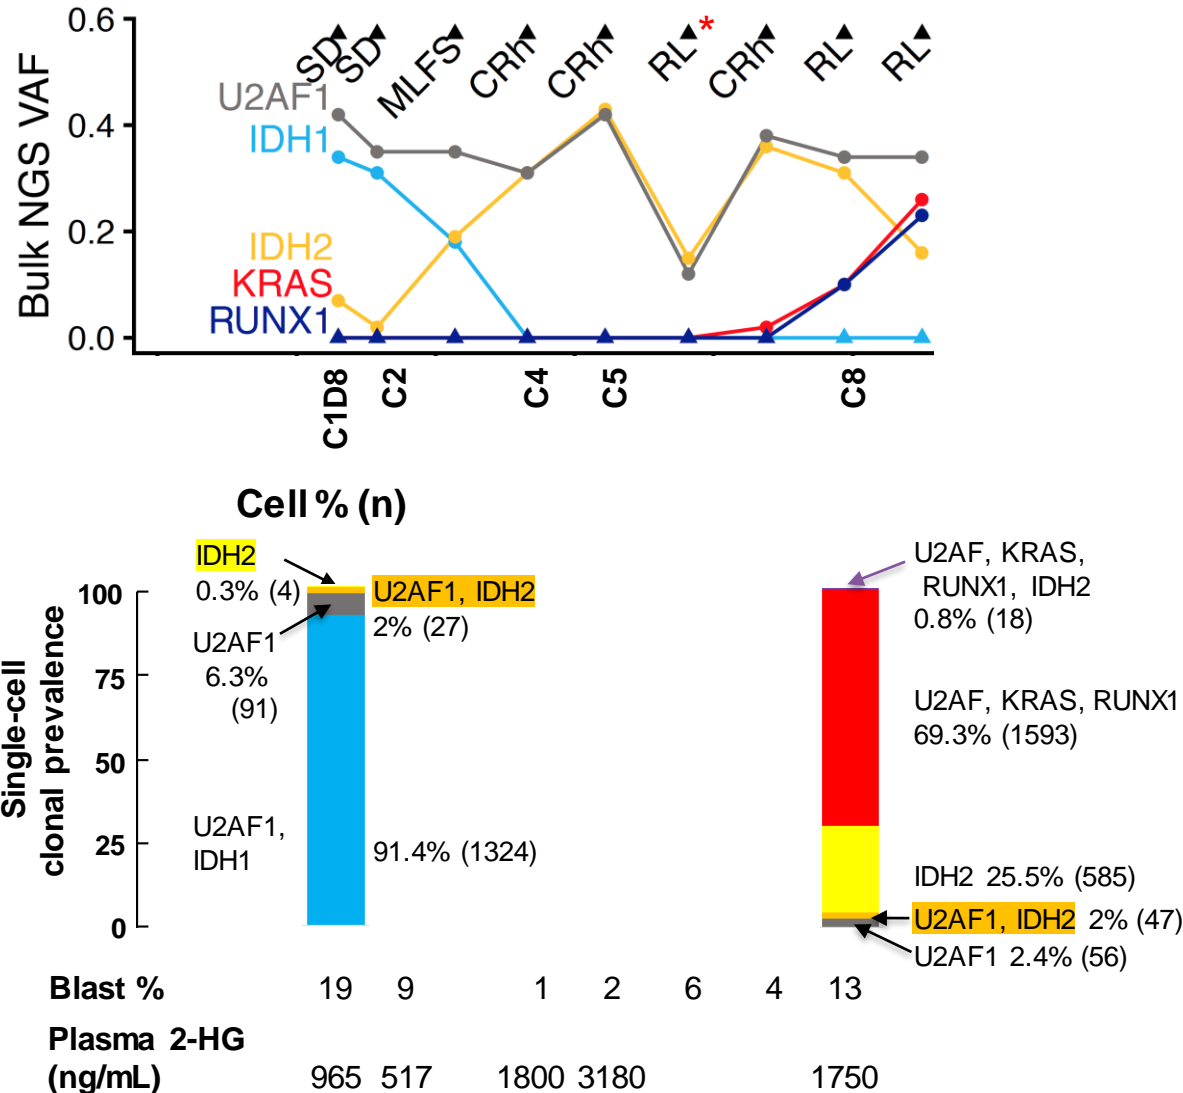 0.6
SD
SD
MLFS
CRh
CRh
RL
*
CRh
RL
RL
Bulk NGS VAF
U2AF1
0.4
IDH1
0.2
IDH2
KRAS
RUNX1
0.0
C1D8
C2
C4
C5
C8
Cell % (n)
IDH2
0.3% (4)
U2AF1, IDH2
2% (27)
U2AF1
6.3%
(91)
U2AF1,
IDH1
91.4% (1324)
Single-cell
clonal prevalence
100
75
50
25
0
U2AF, KRAS,
RUNX1, IDH2
0.8% (18)
U2AF, KRAS, RUNX1
69.3% (1593)
IDH2 25.5% (585)
U2AF1, IDH2 2% (47)
U2AF1 2.4% (56)
Blast % 19 9 1 2 6 4 13
Plasma 2-HG
(ng/mL) 965 517 1800 3180 1750